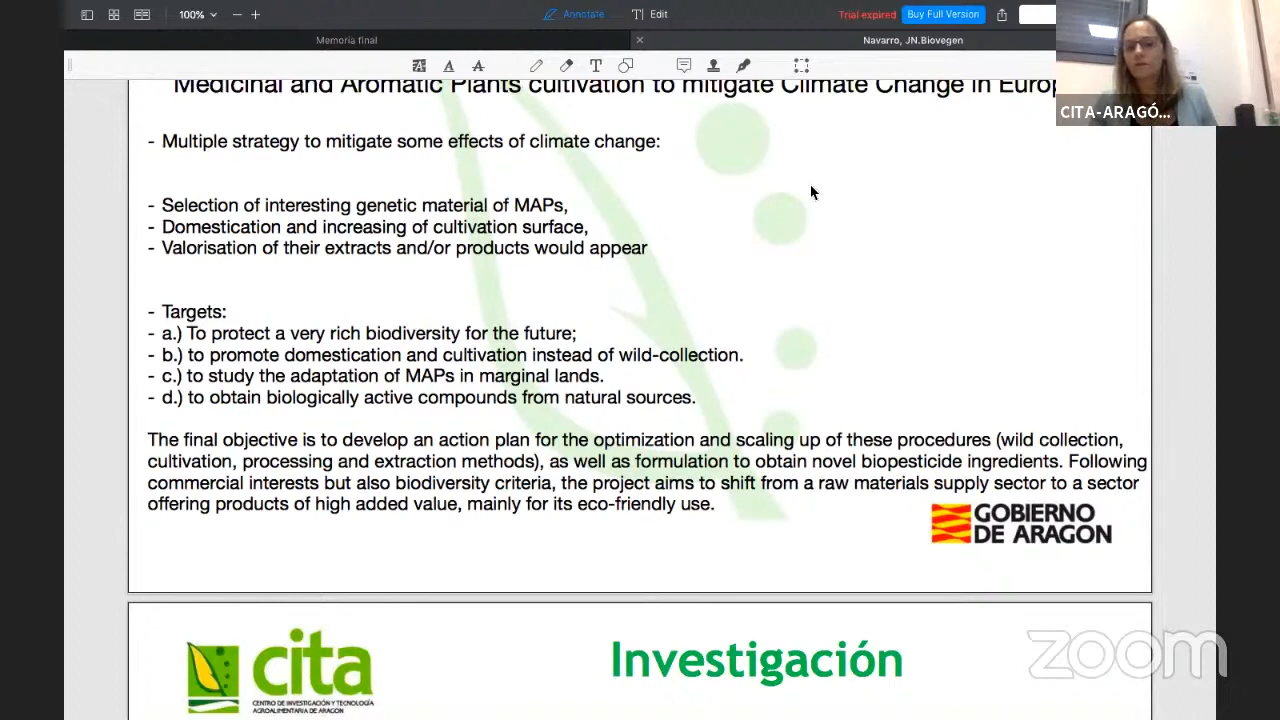 100%
Annotate
Edit
Trial expired
Buy Full Version
Memoria final
Navarro, JN.Biovegen
CITA-ARAGÓ...
Medicinal and Aromatic Plants cultivation to mitigate Climate Change in Europ
- Multiple strategy to mitigate some effects of climate change:
- Selection of interesting genetic material of MAPs,
- Domestication and increasing of cultivation surface,
- Valorisation of their extracts and/or products would appear
- Targets:
- a.) To protect a very rich biodiversity for the future;
- b.) to promote domestication and cultivation instead of wild-collection.
- c.) to study the adaptation of MAPs in marginal lands.
- d.) to obtain biologically active compounds from natural sources.
The final objective is to develop an action plan for the optimization and scaling up of these procedures (wild collection,
cultivation, processing and extraction methods), as well as formulation to obtain novel biopesticide ingredients. Following
commercial interests but also biodiversity criteria, the project aims to shift from a raw materials supply sector to a sector
offering products of high added value, mainly for its eco-friendly use.
GOBIERNO
DE ARAGON
cita
CENTRO DE INVESTIGACIÓN Y TECNOLOGÍA
AGROALIMENTARIA DE ARAGÓN
Investigación
zoom